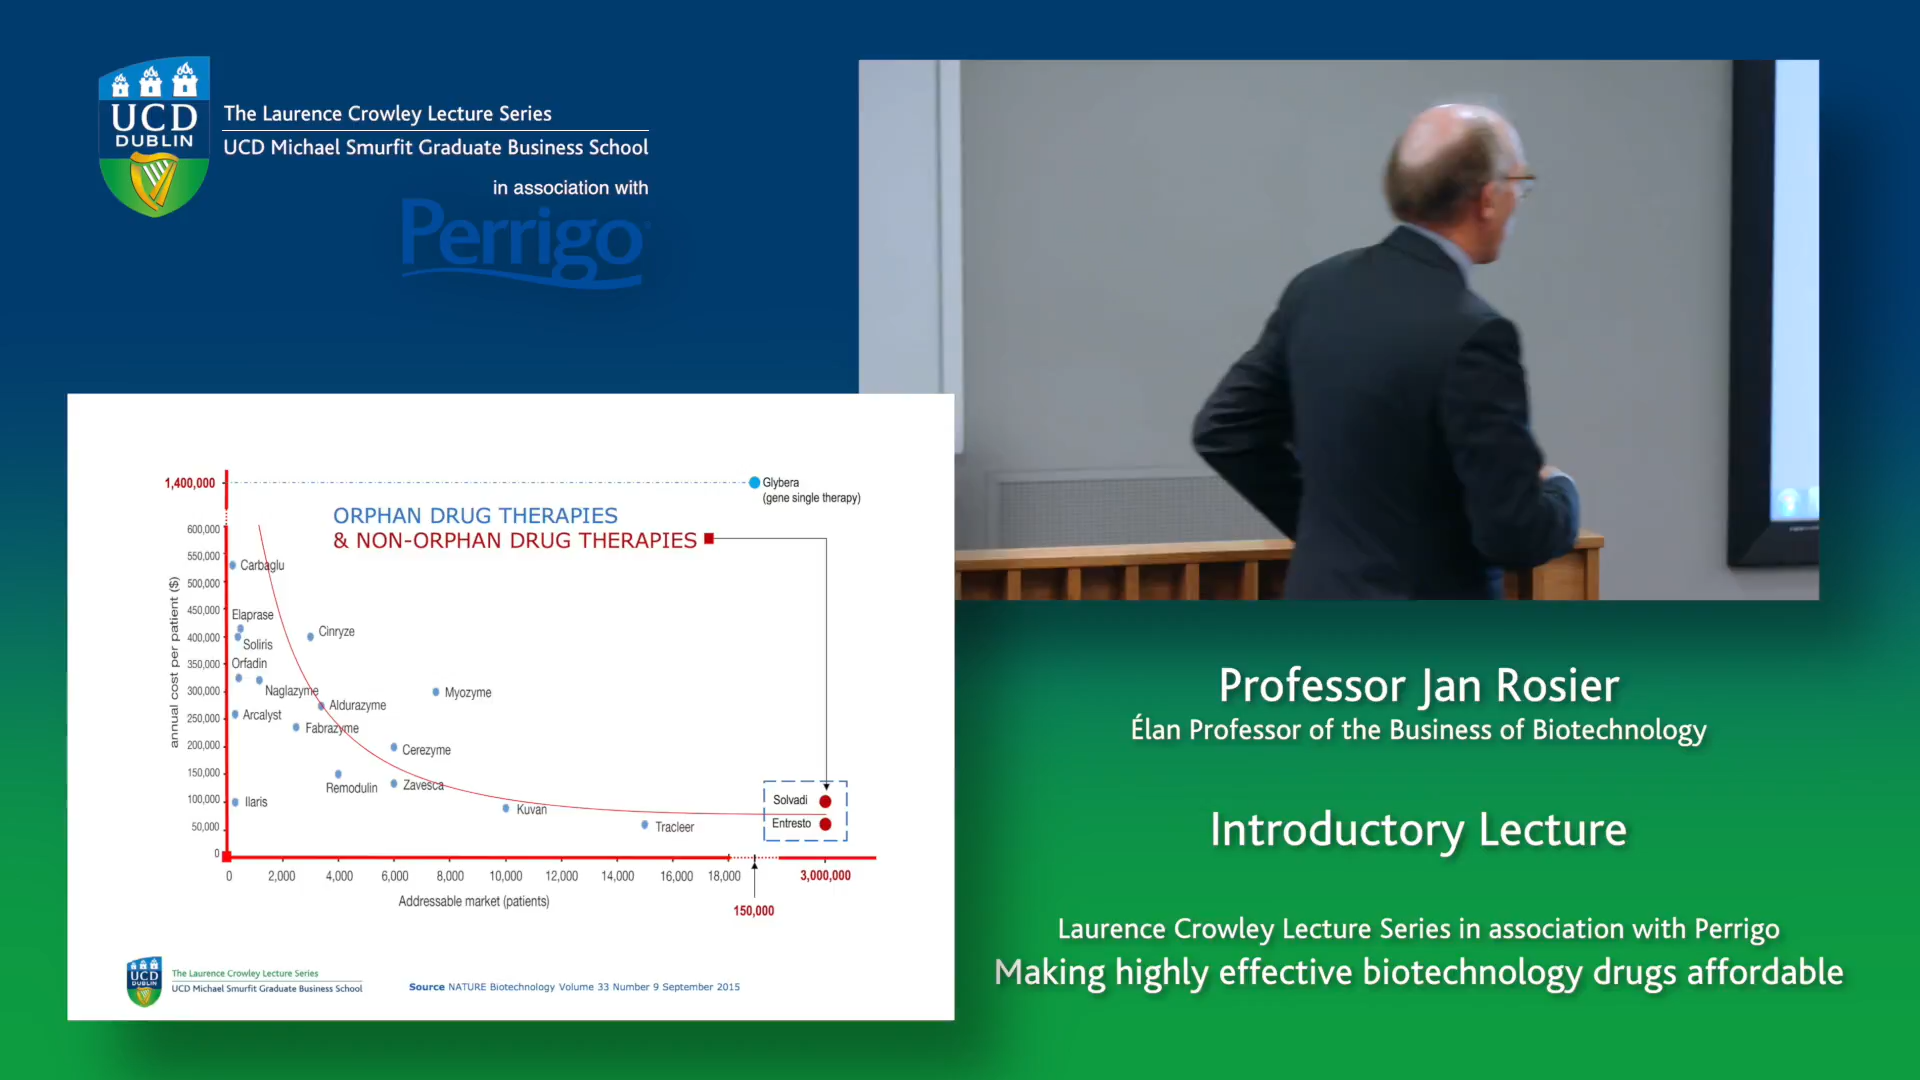 UCD
DUBLIN
The Laurence Crowley Lecture Series
UCD Michael Smurfit Graduate Business School
in association with
Perrigo
1,400,000
Glybera
(gene single therapy)
ORPHAN DRUG THERAPIES
& NON-ORPHAN DRUG THERAPIES
annual cost per patient ($)
600,000
550,000
500,000
450,000
400,000
350,000
300,000
250,000
200,000
150,000
100,000
50,000
0
Carbaglu
Elaprase
Soliris
Cinryze
Orfadin
Naglazyme
Myozyme
Aldurazyme
Arcalyst
Fabrazyme
Cerezyme
Remodulin
Zavesca
Ilaris
Kuvan
Tracleer
Solvadi
Entresto
0 2,000 4,000 6,000 8,000 10,000 12,000 14,000 16,000 18,000 3,000,000
Addressable market (patients)
150,000
UCD
DUBLIN
The Laurence Crowley Lecture Series
UCD Michael Smurfit Graduate Business School
Source NATURE Biotechnology Volume 33 Number 9 September 2015
Professor Jan Rosier
Élan Professor of the Business of Biotechnology
Introductory Lecture
Laurence Crowley Lecture Series in association with Perrigo
Making highly effective biotechnology drugs affordable